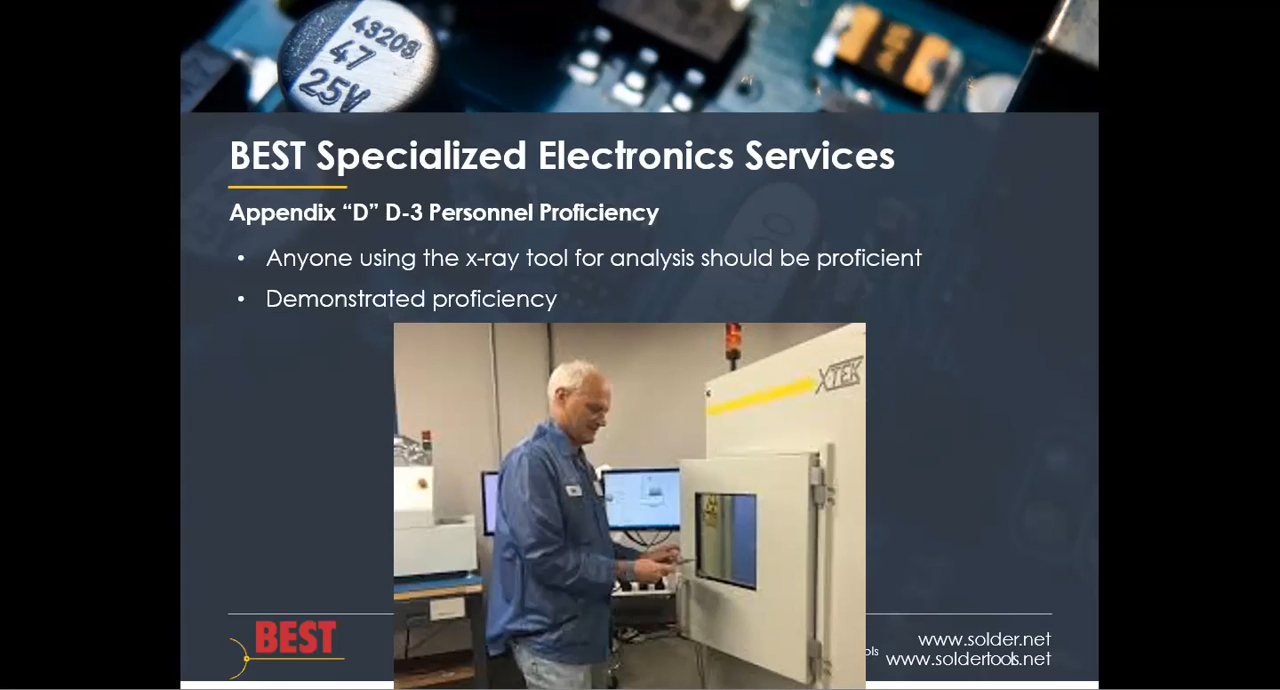 43208
47
25V
BEST Specialized Electronics Services
Appendix “D” D-3 Personnel Proficiency
• Anyone using the x-ray tool for analysis should be proficient
• Demonstrated proficiency
XTEK
BEST
www.solder.net
ols www.soldertools.net